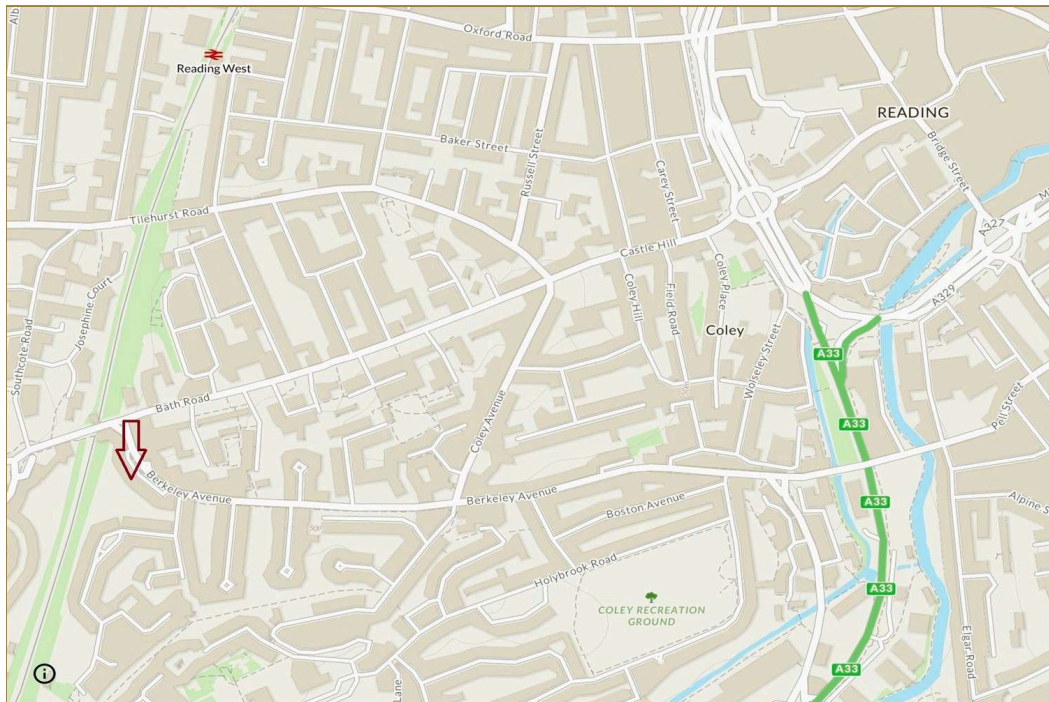 Alb
Oxford Road
Reading West
READING
Baker Street
Russell Street
Bridge Street
Carey Street
Tilehurst Road
M
A327
Castle Hill
Coley Place
Josephine Court
Coley Hill
Field Road
A329
Southcote Road
Coley
Wolseley Street
A33
Bath Road
Coley Avenue
Pell Street
A33
Berkeley Avenue
Berkeley Avenue
Boston Avenue
A33
Alpine S
Holybrook Road
A33
COLEY RECREATION
GROUND
Elgar Road
Lane
A33